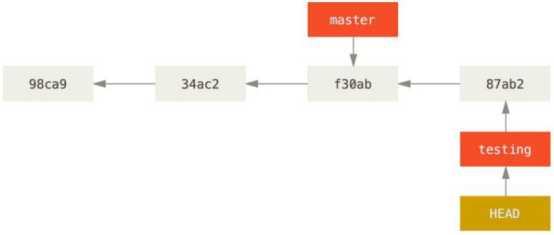 master
98ca9
34ac2
f30ab
87ab2
testing
HEAD